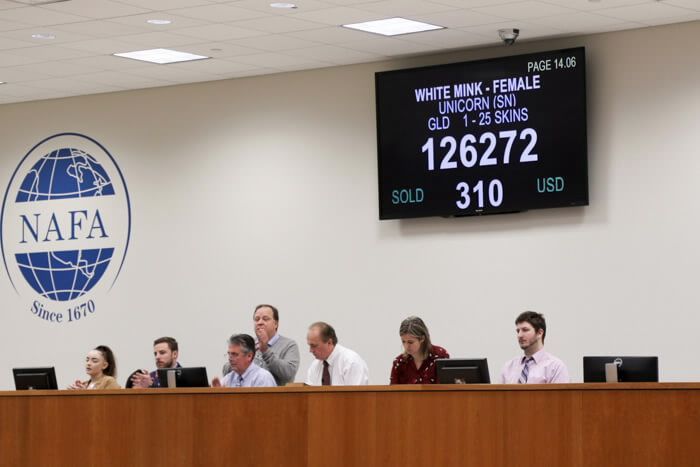 PAGE 14.06
WHITE MINK - FEMALE
UNICORN (SN)
GLD 1 - 25 SKINS
126272
SOLD 310 USD
NAFA
Since 1670